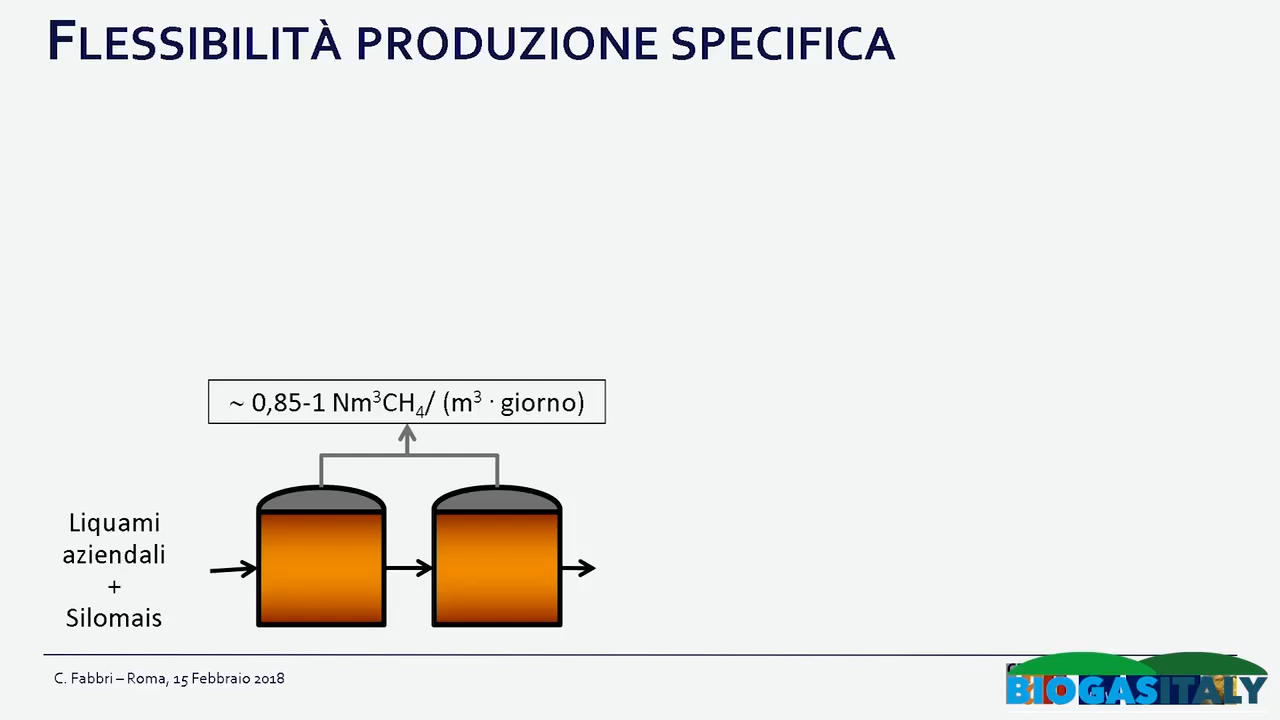 FLESSIBILITÀ PRODUZIONE SPECIFICA
~ 0,85-1 Nm³CH₄/ (m³ · giorno)
Liquami
aziendali
+
Silomais
C. Fabbri – Roma, 15 Febbraio 2018
BIOGASITALY